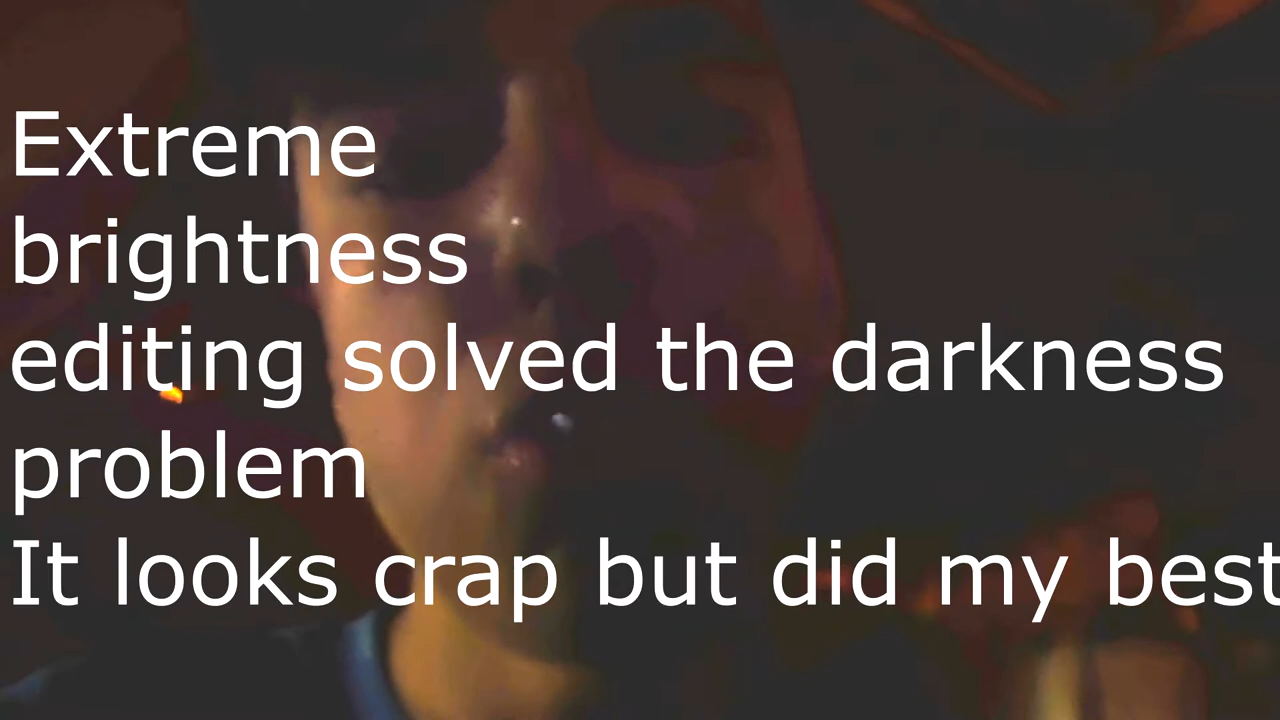 Extreme
brightness
editing solved the darkness
problem
It looks crap but did my best